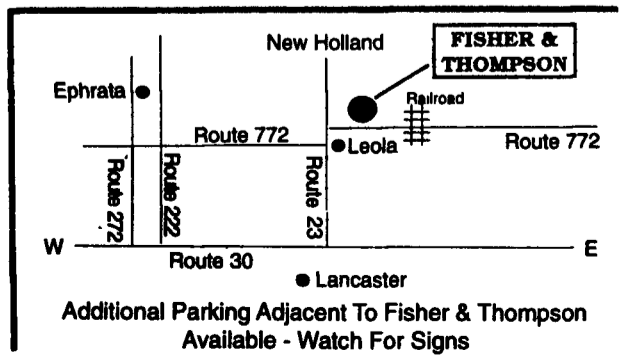 New Holland
FISHER &
THOMPSON
Ephrata
Railroad
Route 772
Leola
Route 772
Route 272
Route 222
Route 23
W
E
Route 30
Lancaster
Additional Parking Adjacent To Fisher & Thompson
Available - Watch For Signs